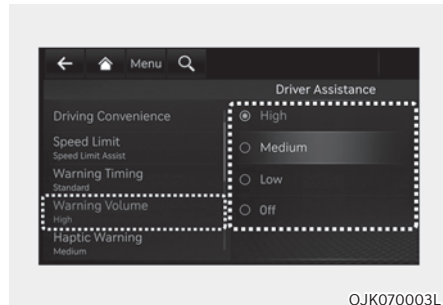 Menu
Driver Assistance
Driving Convenience
Speed Limit
Speed Limit Assist
Warning Timing
Standard
Warning Volume
High
Haptic Warning
Medium
High
Medium
Low
Off
OJK070003L